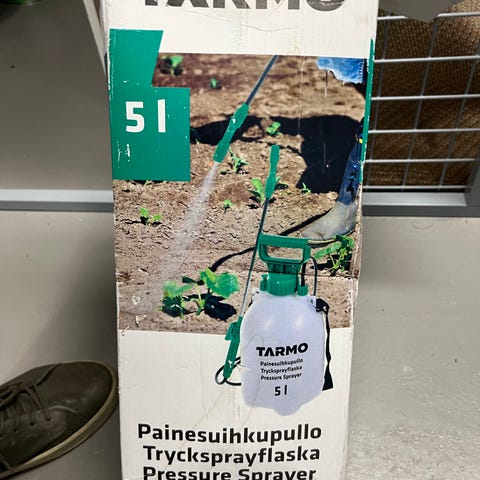 TARMO
5 l
TARMO
Painesuihkupullo
Trycksprayflaska
Pressure Sprayer
5 l
Painesuihkupullo
Trycksprayflaska
Pressure Sprayer